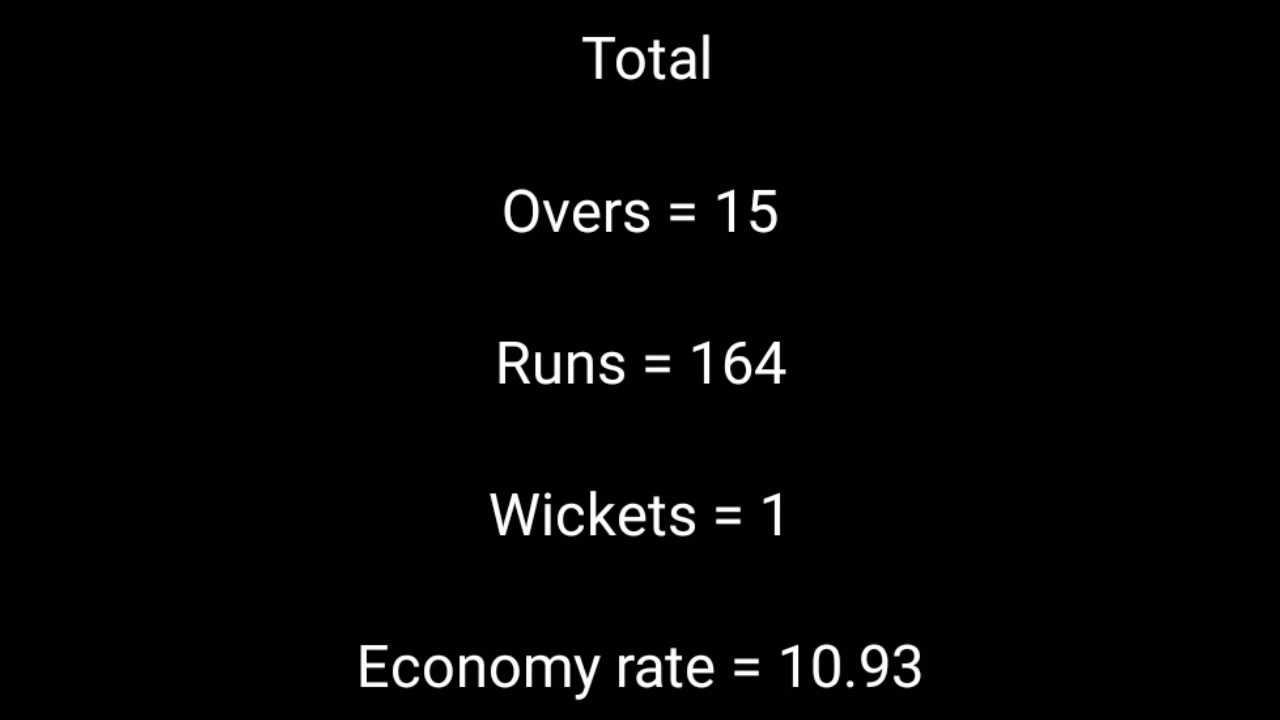 Total
Overs = 15
Runs = 164
Wickets = 1
Economy rate = 10.93